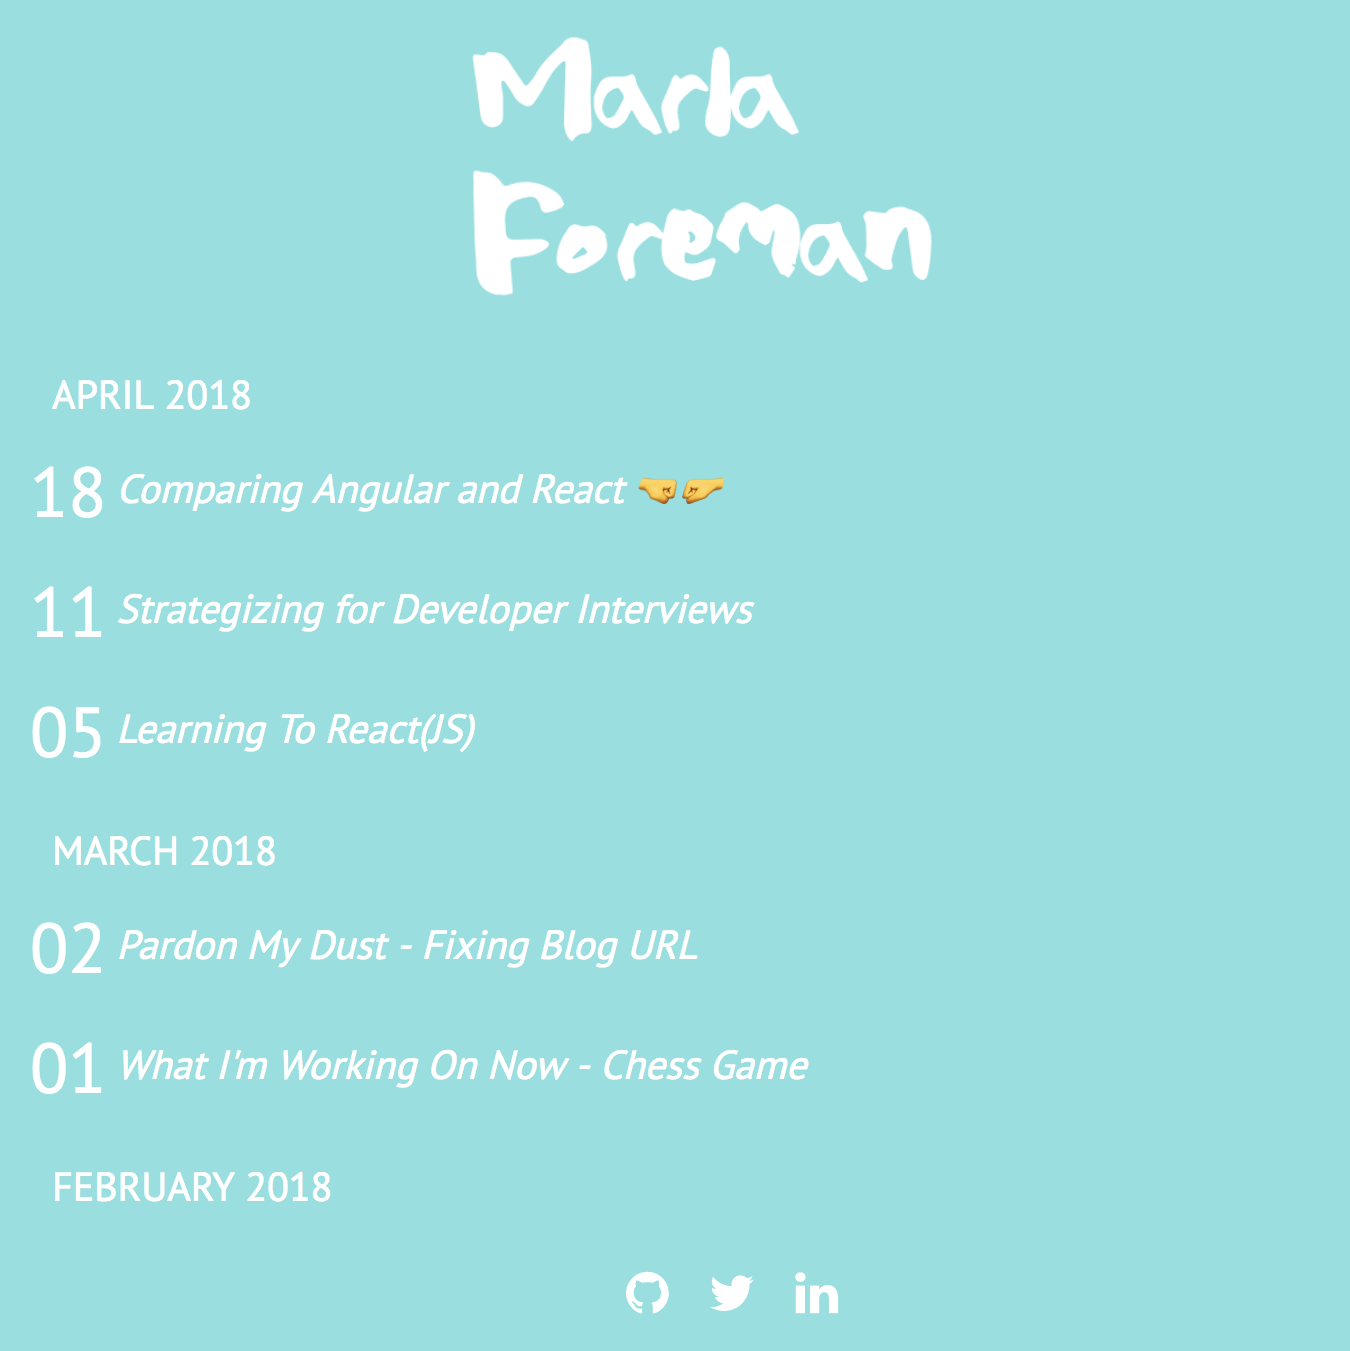 Marla
Foreman
APRIL 2018
18 Comparing Angular and React 🤜🤛
11 Strategizing for Developer Interviews
05 Learning To React(JS)
MARCH 2018
02 Pardon My Dust - Fixing Blog URL
01 What I'm Working On Now - Chess Game
FEBRUARY 2018
in